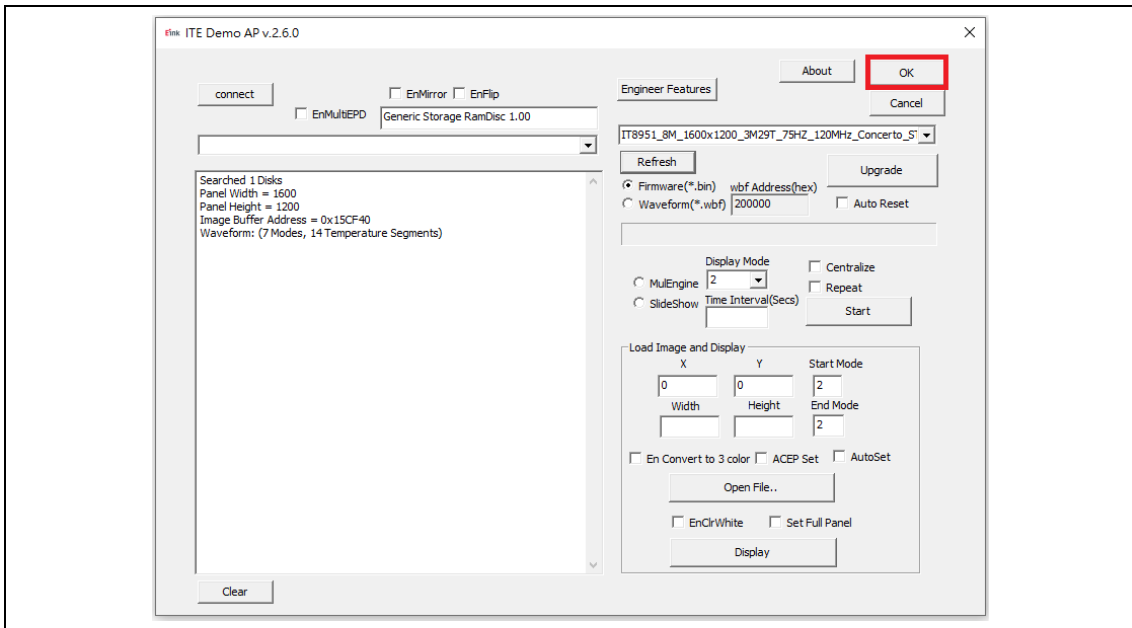 Eink ITE Demo AP v.2.6.0
About
OK
connect
EnMirror
EnFlip
Engineer Features
Cancel
EnMultiEPD
Generic Storage RamDisc 1.00
IT8951_8M_1600x1200_3M29T_75HZ_120MHz_Concerto_ST
Refresh
Upgrade
Searched 1 Disks
Panel Width = 1600
Panel Height = 1200
Image Buffer Address = 0x15CF40
Waveform: (7 Modes, 14 Temperature Segments)
Firmware(*.bin)
wbf Address(hex)
Waveform(*.wbf)
200000
Auto Reset
Display Mode
Centralize
MulEngine
2
Repeat
SlideShow
Time Interval(Secs)
Start
Load Image and Display
X
Y
Start Mode
0
0
2
Width
Height
End Mode
2
En Convert to 3 color
ACEP Set
AutoSet
Open File..
EnClrWhite
Set Full Panel
Display
Clear